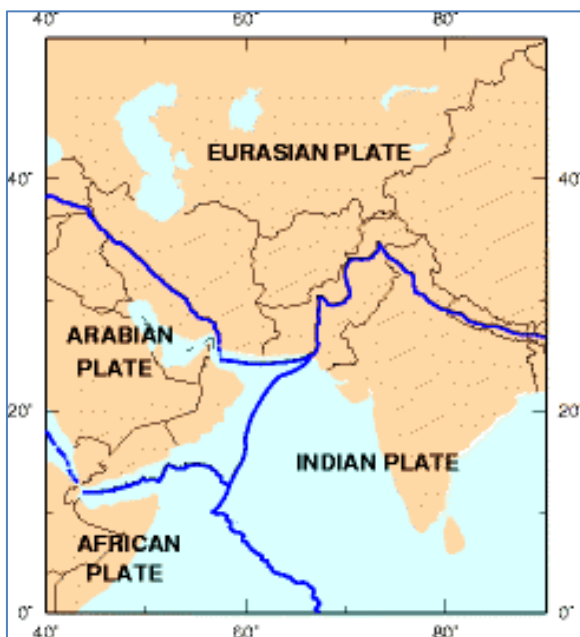 40° 60° 80°
EURASIAN PLATE
40° 40°
ARABIAN
PLATE
20° 20°
INDIAN PLATE
AFRICAN
PLATE
0° 0°
40° 60° 80°